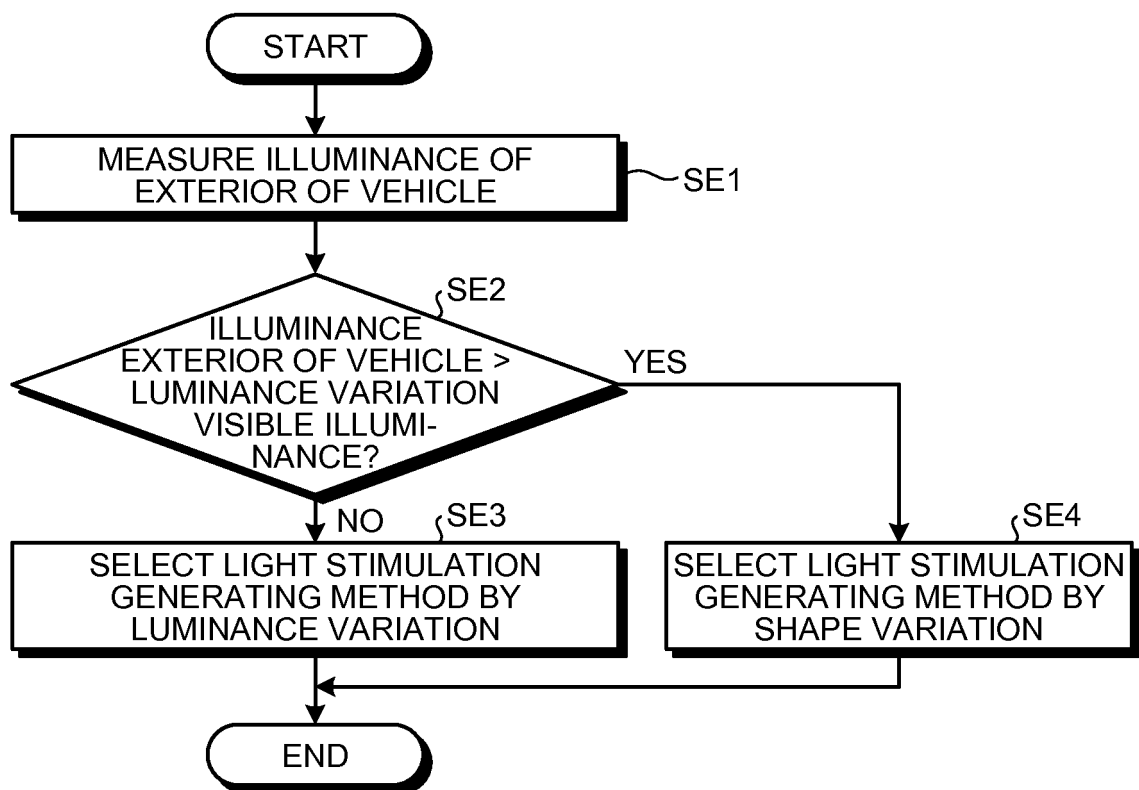 START
MEASURE ILLUMINANCE OF
EXTERIOR OF VEHICLE
SE1
SE2
ILLUMINANCE
EXTERIOR OF VEHICLE >
LUMINANCE VARIATION
VISIBLE ILLUMI-
NANCE?
YES
NO
SE3
SELECT LIGHT STIMULATION
GENERATING METHOD BY
LUMINANCE VARIATION
SE4
SELECT LIGHT STIMULATION
GENERATING METHOD BY
SHAPE VARIATION
END